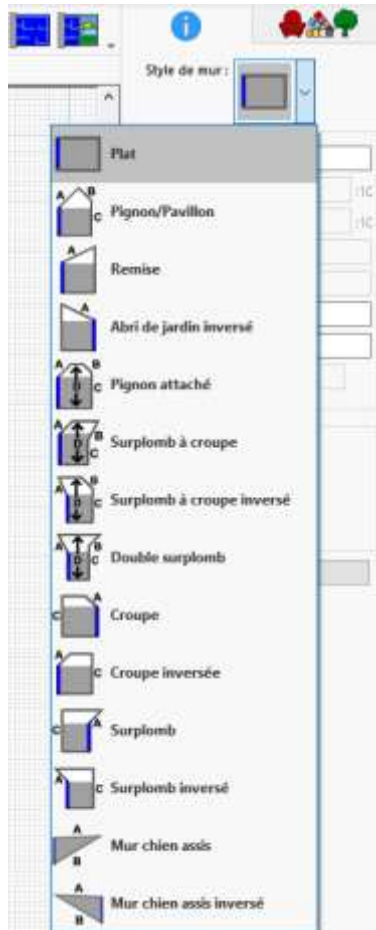 Style de mur :
Plat
A B
C
Pignon/Pavillon
A
Remise
A
Abri de jardin inversé
A B
D C
Pignon attaché
A B
D C
Surplomb à croupe
A B
D C
Surplomb à croupe inversé
A B
D C
Double surplomb
A
C
Croupe
A
C
Croupe inversée
C A
Surplomb
A
C
Surplomb inversé
A
B
Mur chien assis
A
B
Mur chien assis inversé